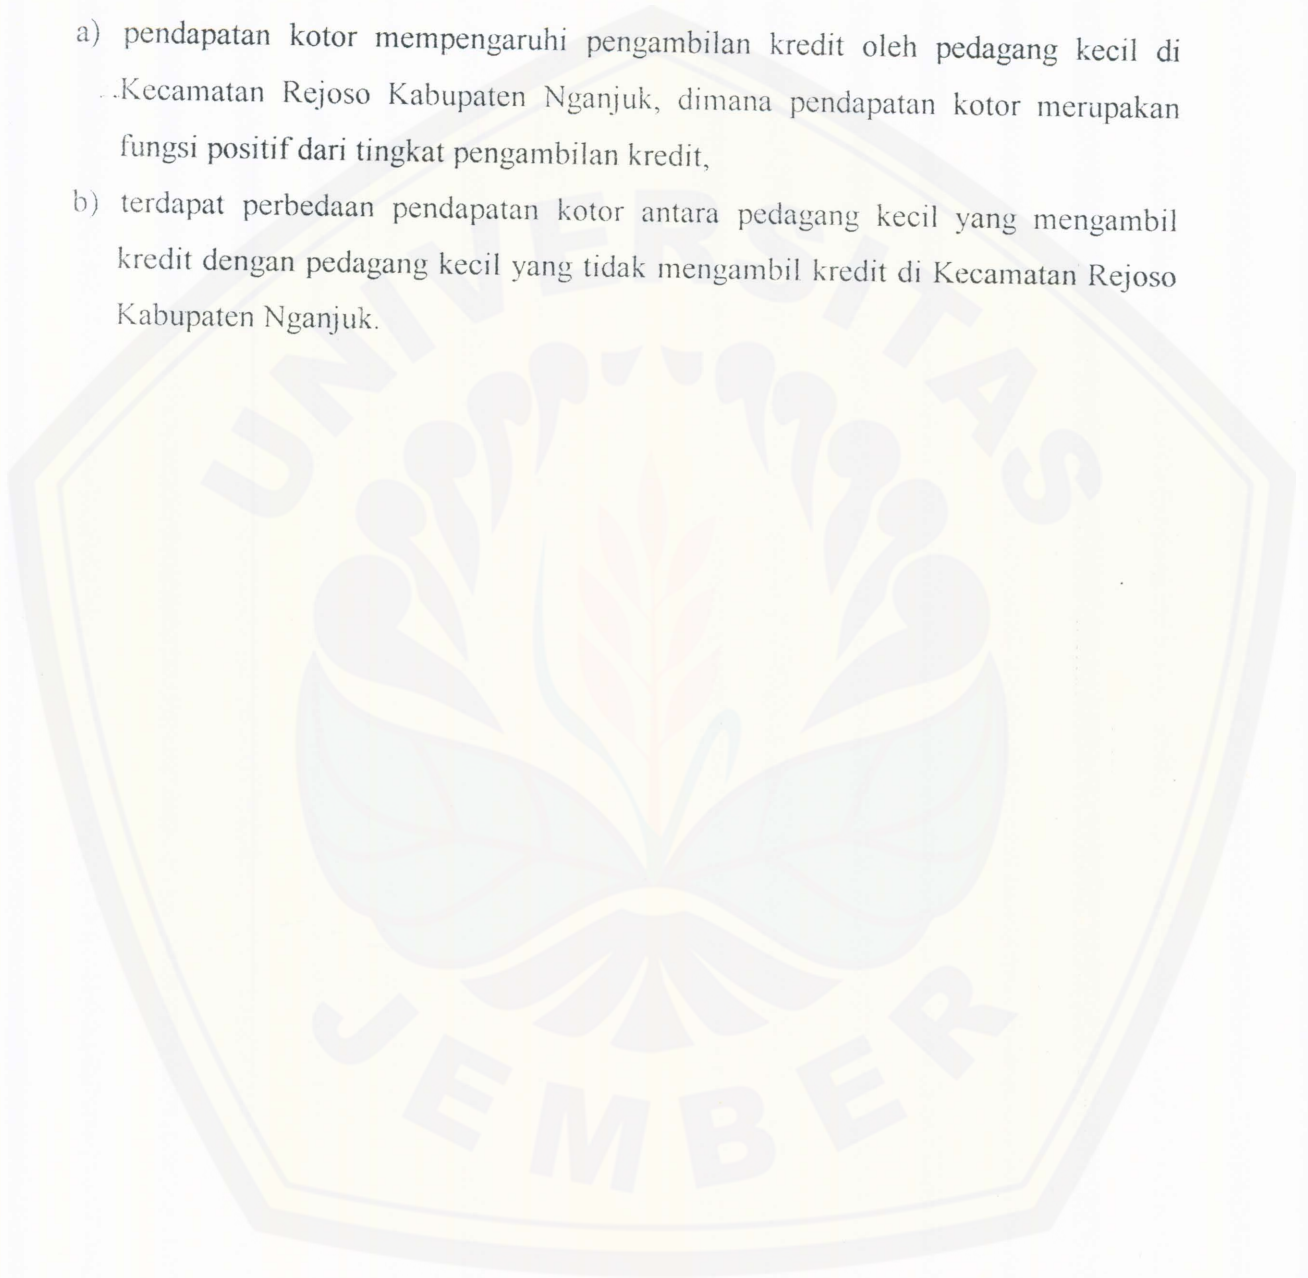 a) pendapatan kotor mempengaruhi pengambilan kredit oleh pedagang kecil di
Kecamatan Rejoso Kabupaten Nganjuk, dimana pendapatan kotor merupakan
fungsi positif dari tingkat pengambilan kredit,
b) terdapat perbedaan pendapatan kotor antara pedagang kecil yang mengambil
kredit dengan pedagang kecil yang tidak mengambil kredit di Kecamatan Rejoso
Kabupaten Nganjuk.
UNIVERSITAS
JEMBER